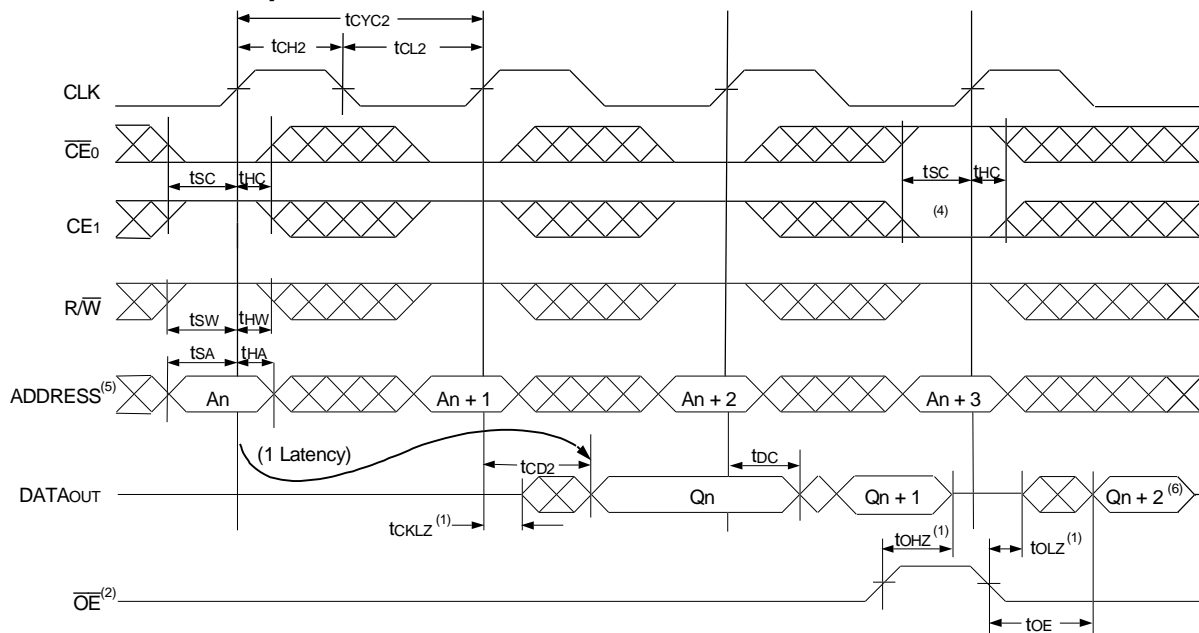 tCYC2
tCH2
tCL2
CLK
CE0
tSC
tHC
tSC
tHC
(4)
CE1
R/W
tSW
tHW
tSA
tHA
ADDRESS(5)
An
An + 1
An + 2
An + 3
(1 Latency)
tCD2
tDC
DATAOUT
Qn
Qn + 1
Qn + 2 (6)
tCKLZ (1)
tOHZ (1)
tOLZ (1)
OE (2)
tOE